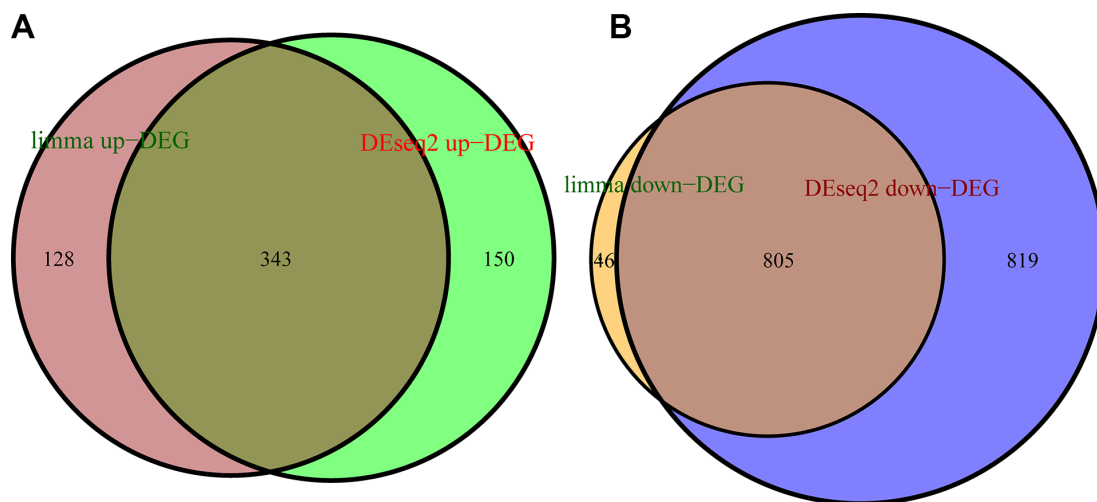 A
limma up−DEG
DEseq2 up−DEG
128
343
150
B
limma down−DEG
DEseq2 down−DEG
46
805
819